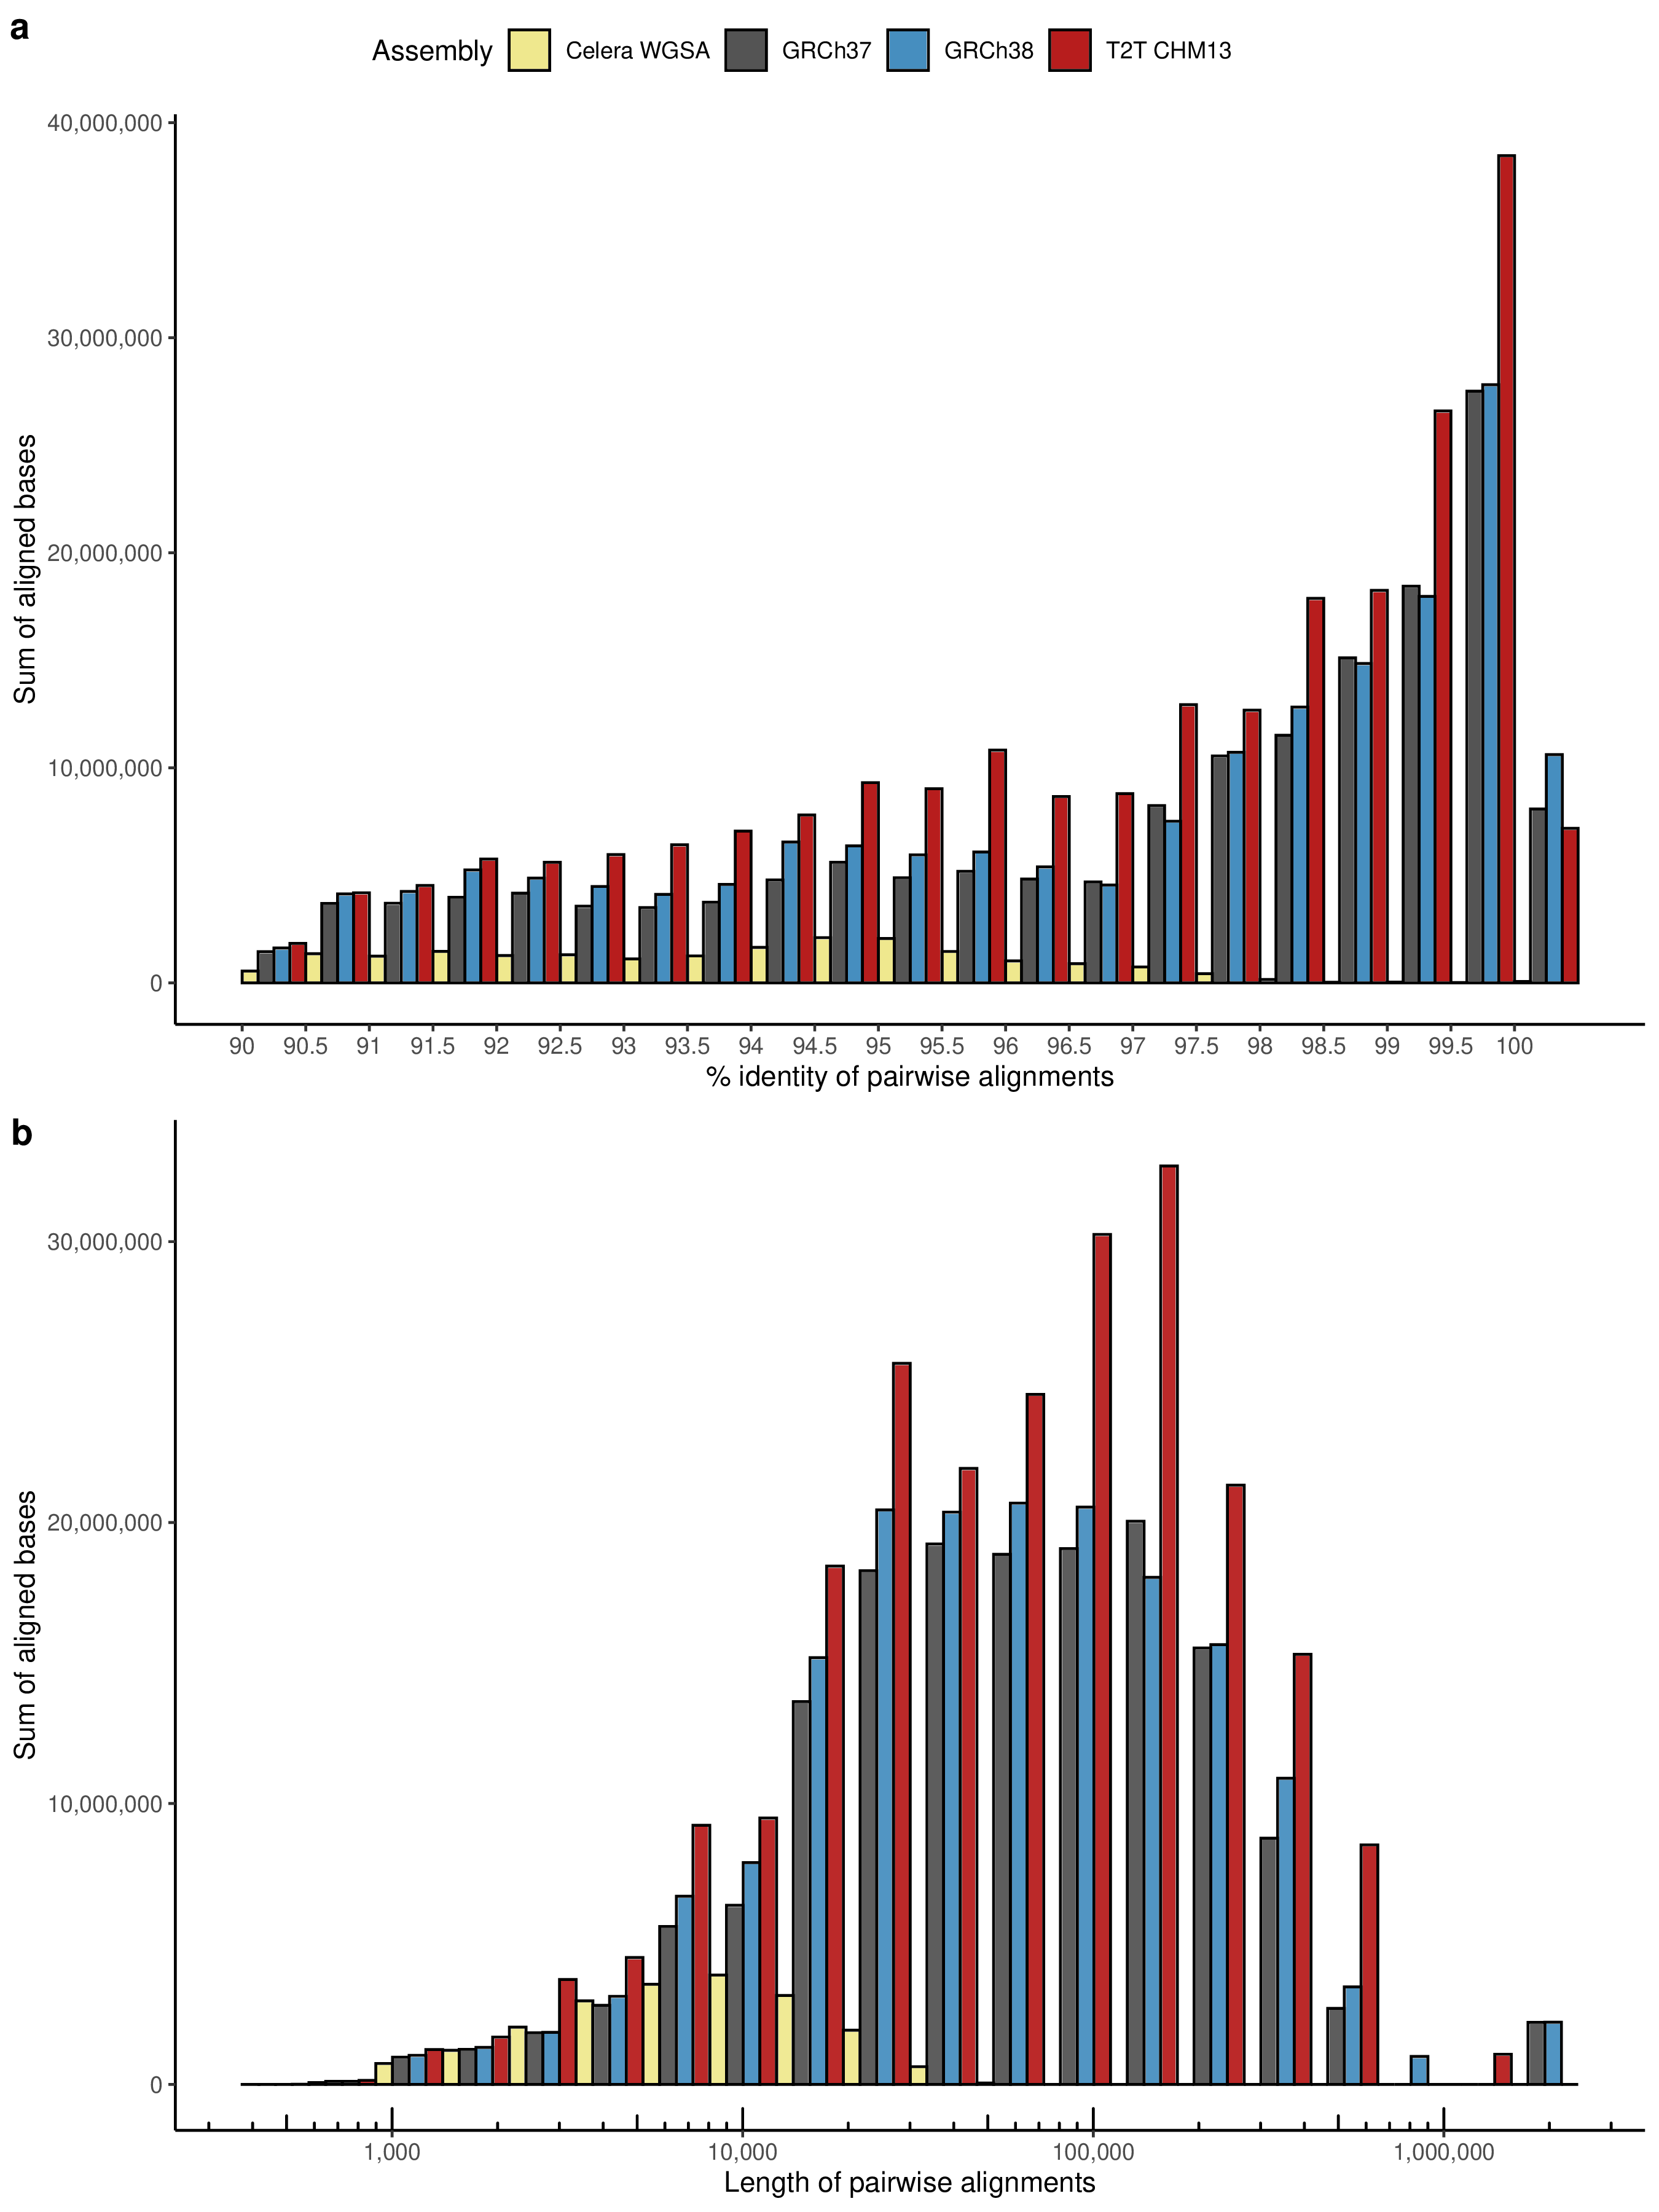 a
Assembly Celera WGSA GRCh37 GRCh38 T2T CHM13
40,000,000
30,000,000
20,000,000
10,000,000
0
Sum of aligned bases
90 90.5 91 91.5 92 92.5 93 93.5 94 94.5 95 95.5 96 96.5 97 97.5 98 98.5 99 99.5 100
% identity of pairwise alignments
b
30,000,000
20,000,000
10,000,000
0
Sum of aligned bases
1,000 10,000 100,000 1,000,000
Length of pairwise alignments